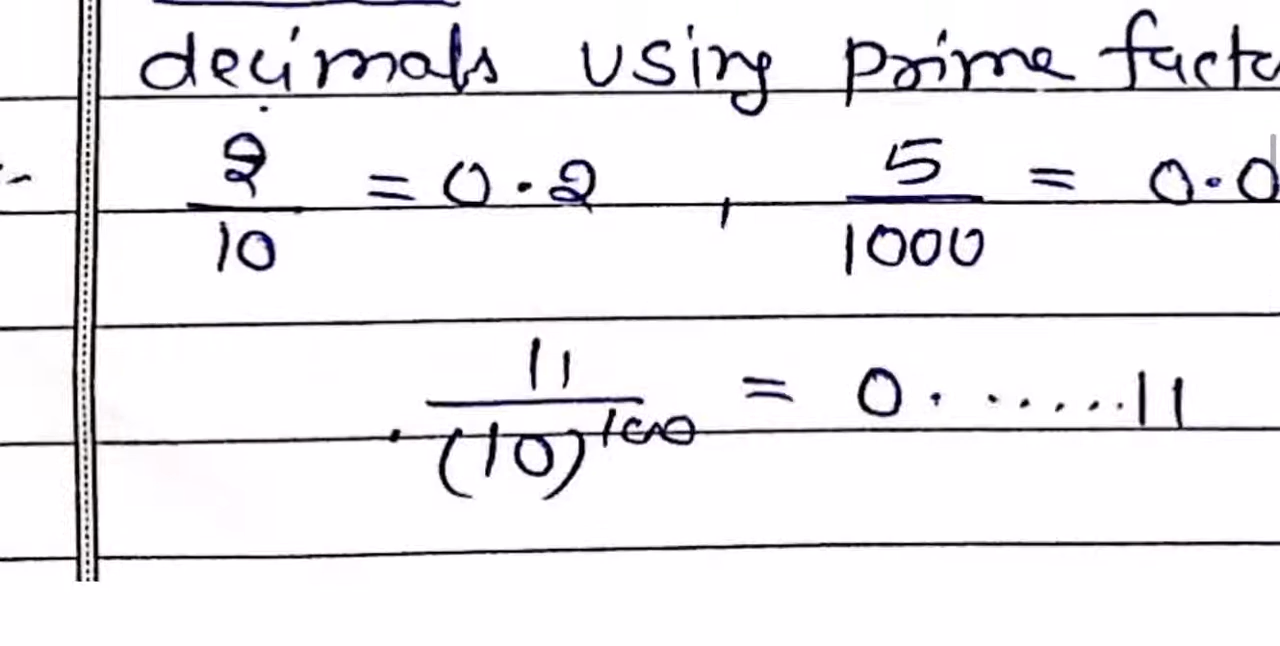 decimals using prime facto
2/10 = 0.2 , 5/1000 = 0.0
11/(10)^100 = 0.......11